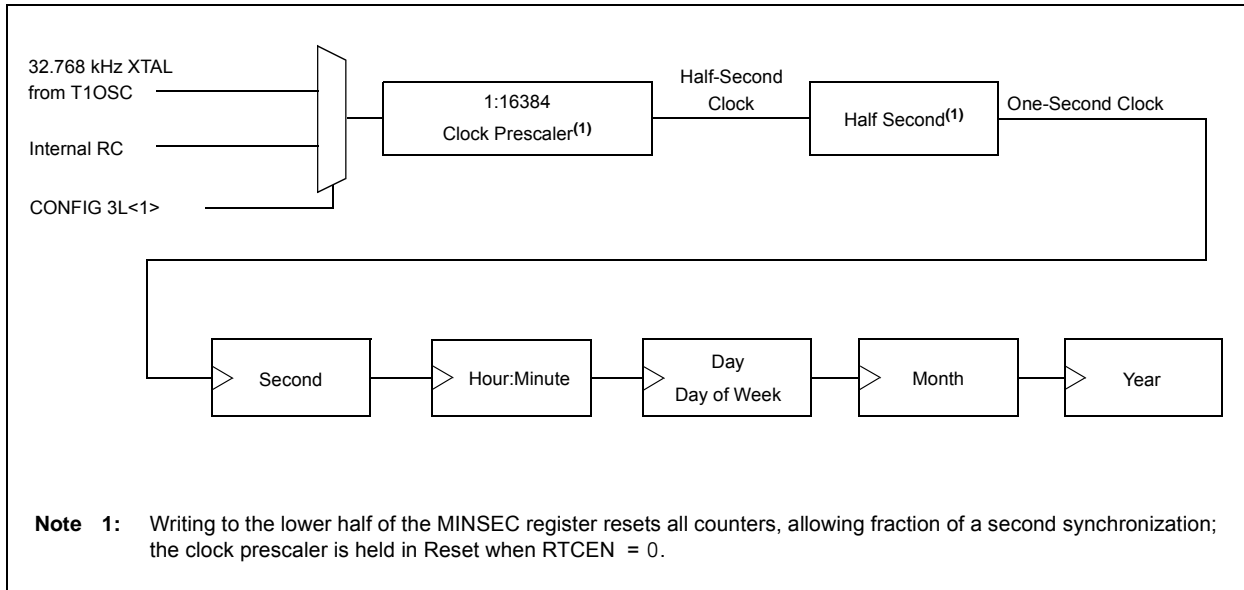 32.768 kHz XTAL
from T1OSC
Internal RC
CONFIG 3L<1>
1:16384
Clock Prescaler(1)
Half-Second
Clock
Half Second(1)
One-Second Clock
Second
Hour:Minute
Day
Day of Week
Month
Year
Note 1: Writing to the lower half of the MINSEC register resets all counters, allowing fraction of a second synchronization;
the clock prescaler is held in Reset when RTCEN = 0.